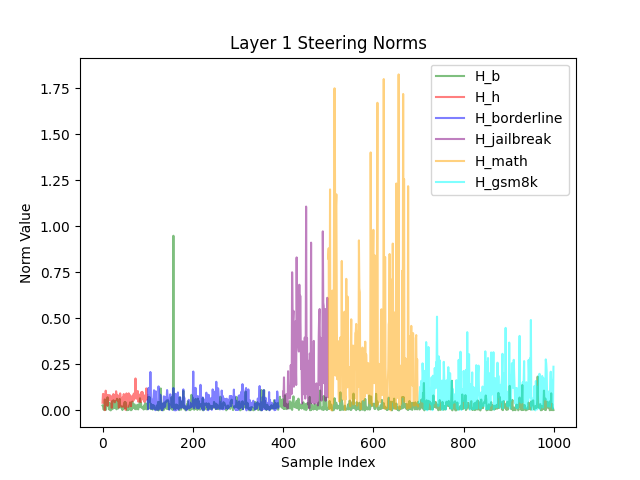 Layer 1 Steering Norms
Norm Value
1.75
1.50
1.25
1.00
0.75
0.50
0.25
0.00
0
200
400
600
800
1000
Sample Index
H_b
H_h
H_borderline
H_jailbreak
H_math
H_gsm8k